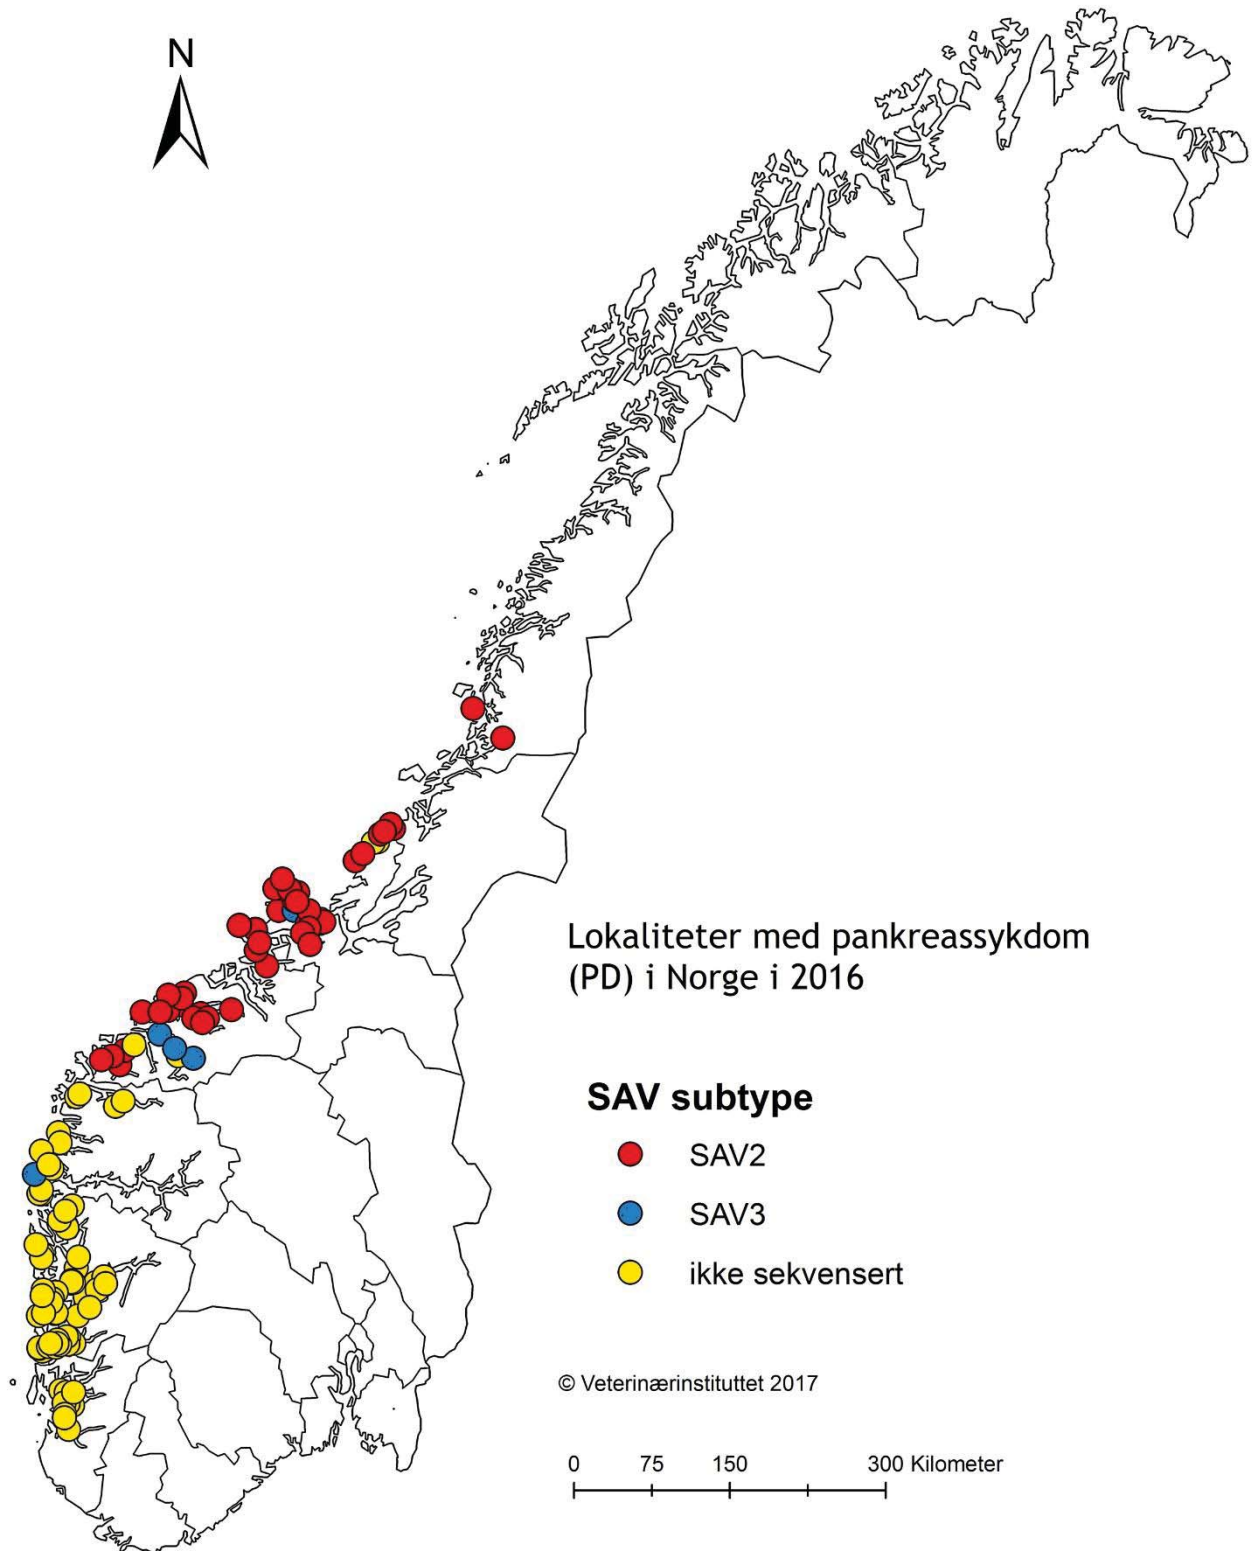 N
Lokaliteter med pankreassykdom
(PD) i Norge i 2016
SAV subtype
SAV2
SAV3
ikke sekvensert
© Veterinærinstituttet 2017
0 75 150 300 Kilometer